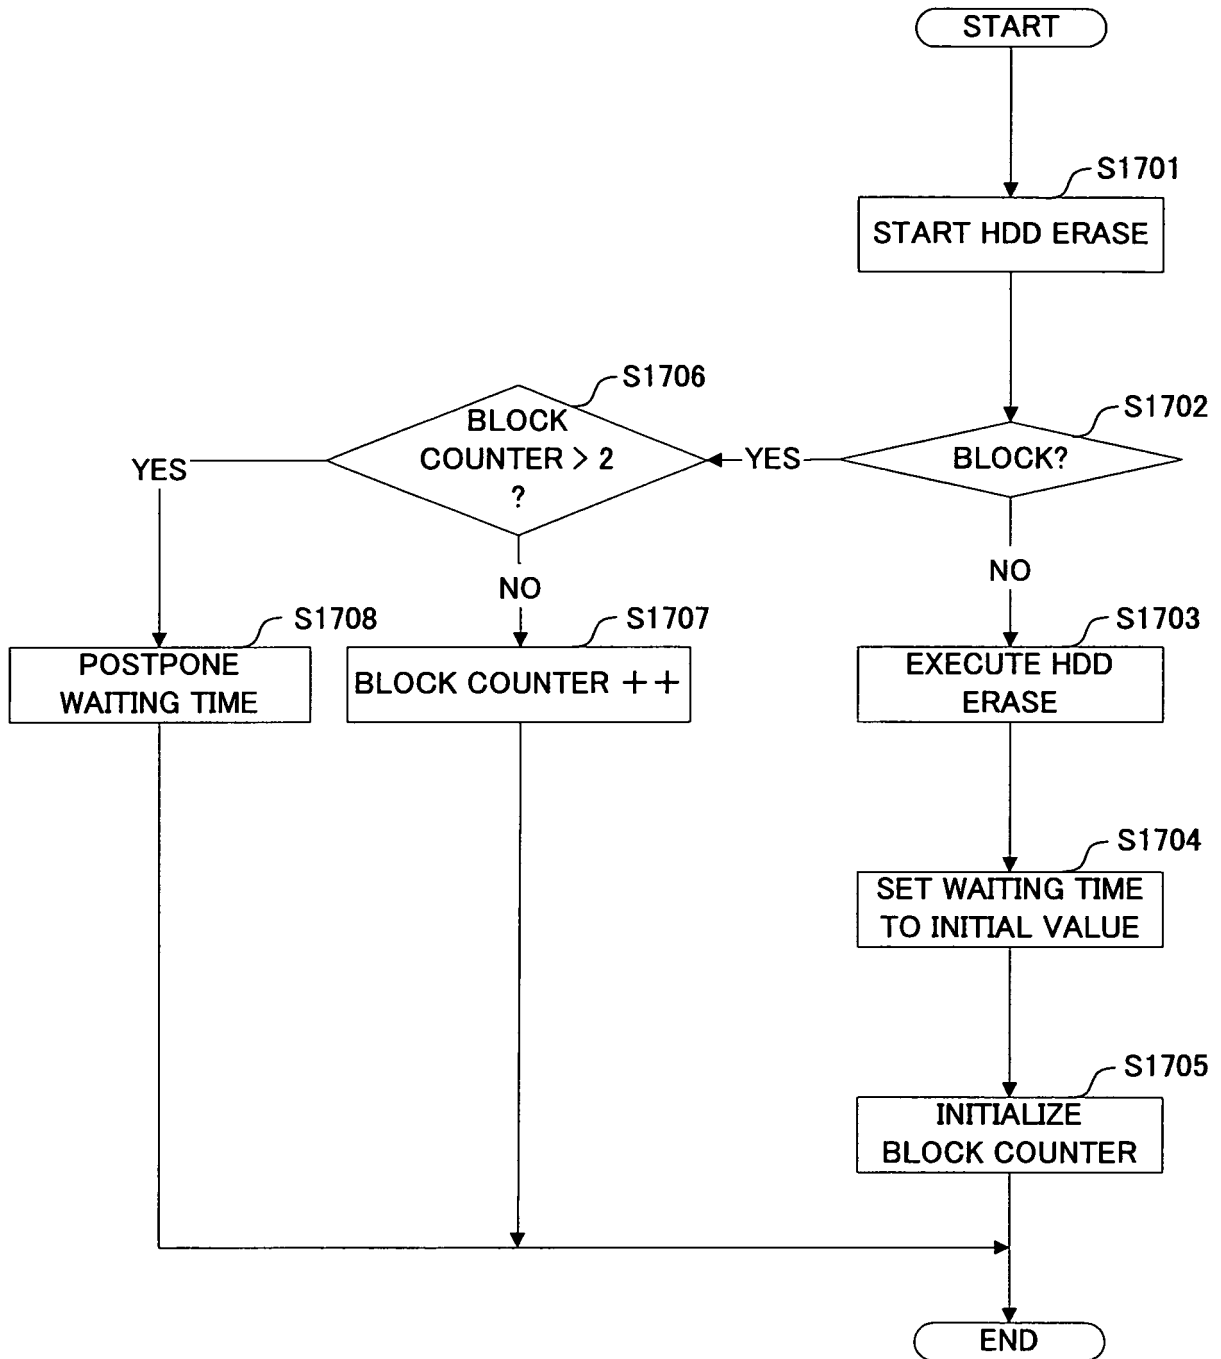 START
S1701
START HDD ERASE
S1706
BLOCK
COUNTER > 2
?
S1702
BLOCK?
YES
YES
NO
NO
S1708
POSTPONE
WAITING TIME
S1707
BLOCK COUNTER ++
S1703
EXECUTE HDD
ERASE
S1704
SET WAITING TIME
TO INITIAL VALUE
S1705
INITIALIZE
BLOCK COUNTER
END